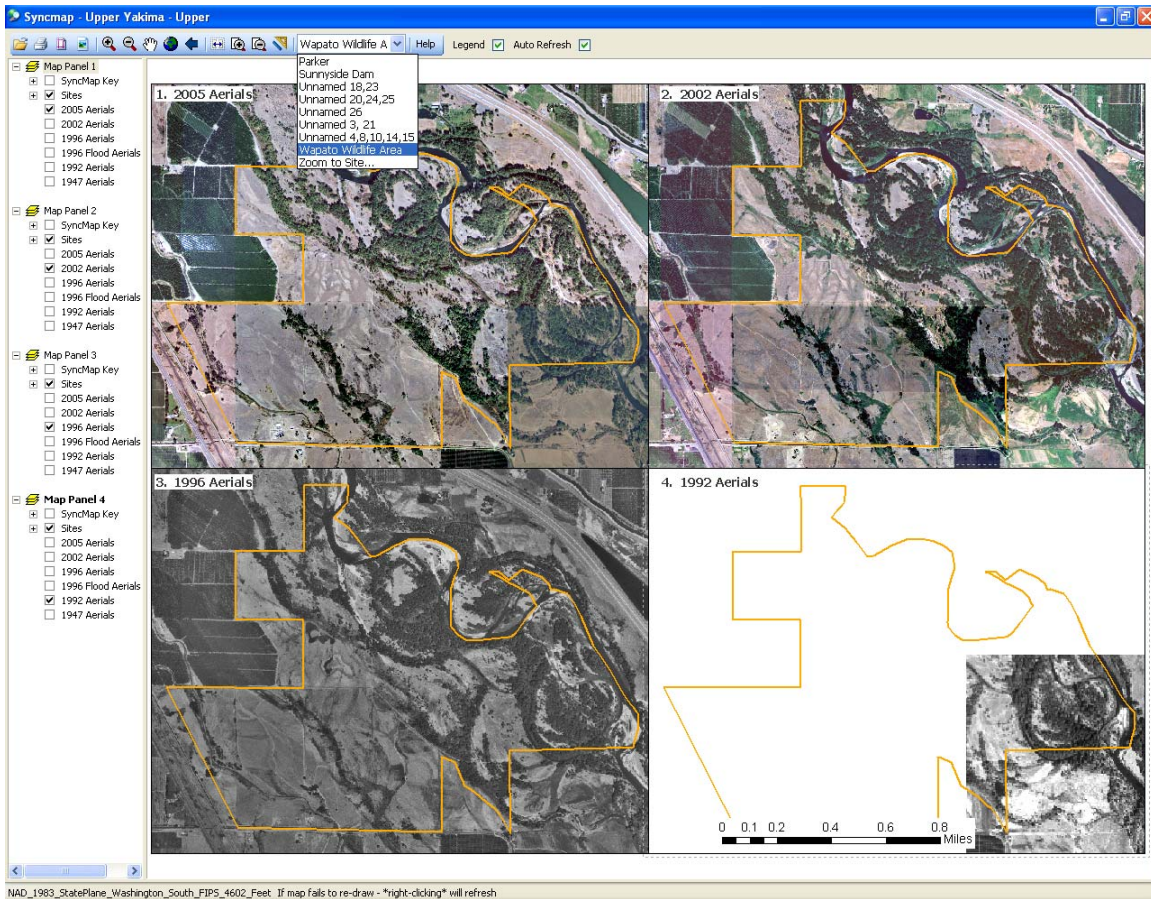 Syncmap - Upper Yakima - Upper
Wapato Wildlife A
Help
Legend
Auto Refresh
Parker
Sunnyside Dam
Unnamed 18,23
Unnamed 20,24,25
Unnamed 26
Unnamed 3, 21
Unnamed 4,8,10,14,15
Wapato Wildlife Area
Zoom to Site...
Map Panel 1
SyncMap Key
Sites
2005 Aerials
2002 Aerials
1996 Aerials
1996 Flood Aerials
1992 Aerials
1947 Aerials
Map Panel 2
SyncMap Key
Sites
2005 Aerials
2002 Aerials
1996 Aerials
1996 Flood Aerials
1992 Aerials
1947 Aerials
Map Panel 3
SyncMap Key
Sites
2005 Aerials
2002 Aerials
1996 Aerials
1996 Flood Aerials
1992 Aerials
1947 Aerials
Map Panel 4
SyncMap Key
Sites
2005 Aerials
2002 Aerials
1996 Aerials
1996 Flood Aerials
1992 Aerials
1947 Aerials
1. 2005 Aerials
2. 2002 Aerials
3. 1996 Aerials
4. 1992 Aerials
0 0.1 0.2 0.4 0.6 0.8
Miles
NAD_1983_StatePlane_Washington_South_FIPS_4602_Feet If map fails to re-draw - *right-clicking* will refresh